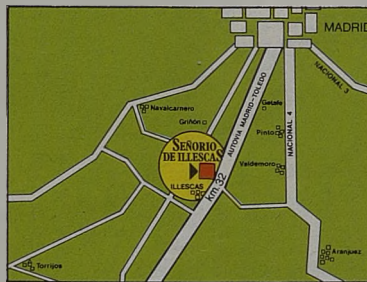 MADRID
NACIONAL 3
Navalcarnero
Getafe
Griñón
AUTOVIA MADRID-TOLEDO
NACIONAL 4
Pinto
SEÑORIO
DE ILLESCAS
Valdemoro
ILLESCAS
km. 32
Aranjuez
Torrijos